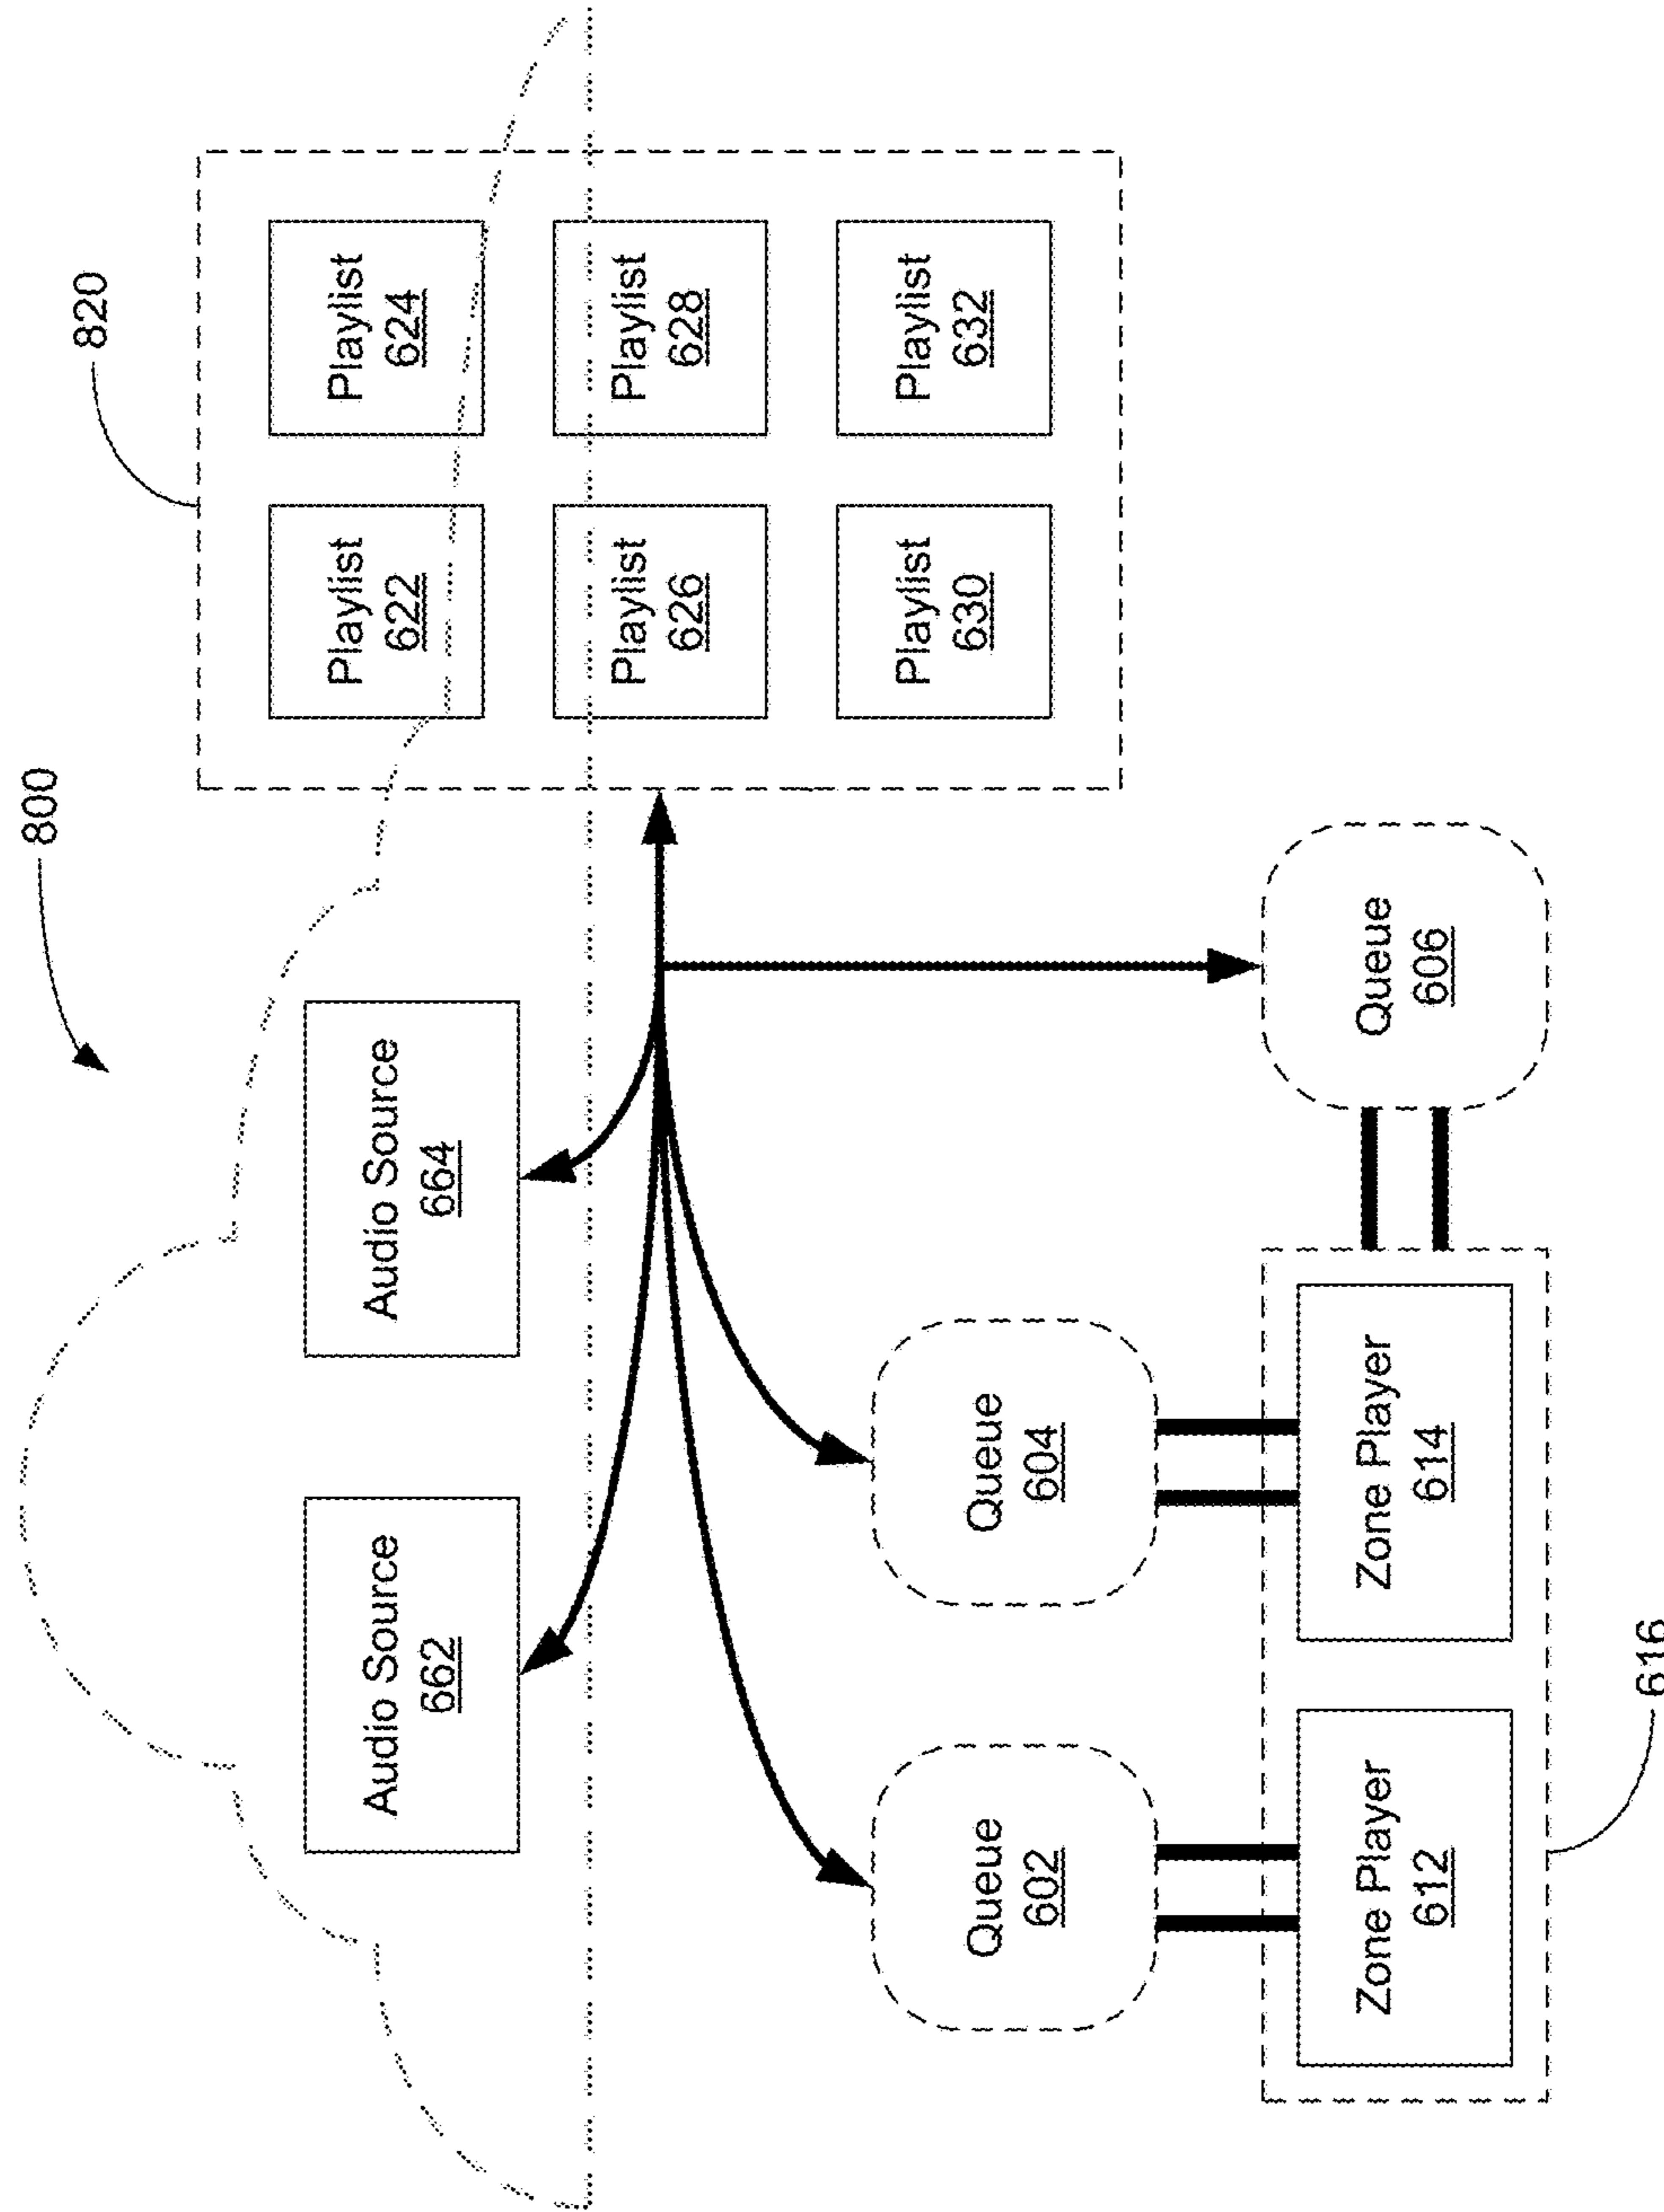 800
820
Audio Source
662
Audio Source
664
Playlist
622
Playlist
624
Playlist
626
Playlist
628
Playlist
630
Playlist
632
Queue
602
Queue
604
Queue
606
Zone Player
612
Zone Player
614
616